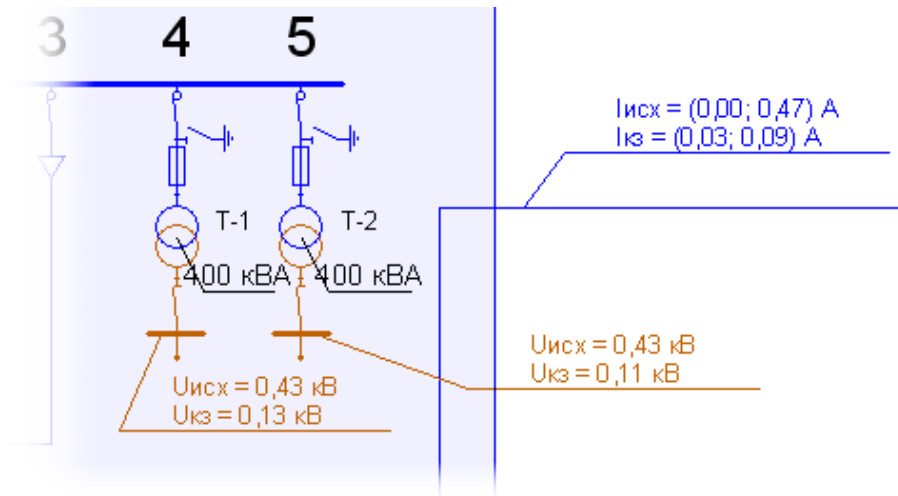 3 4 5
Iисх = (0,00; 0,47) А
Iкз = (0,03; 0,09) А
Т-1 Т-2
400 кВА 400 кВА
Uисх = 0,43 кВ
Uкз = 0,11 кВ
Uисх = 0,43 кВ
Uкз = 0,13 кВ